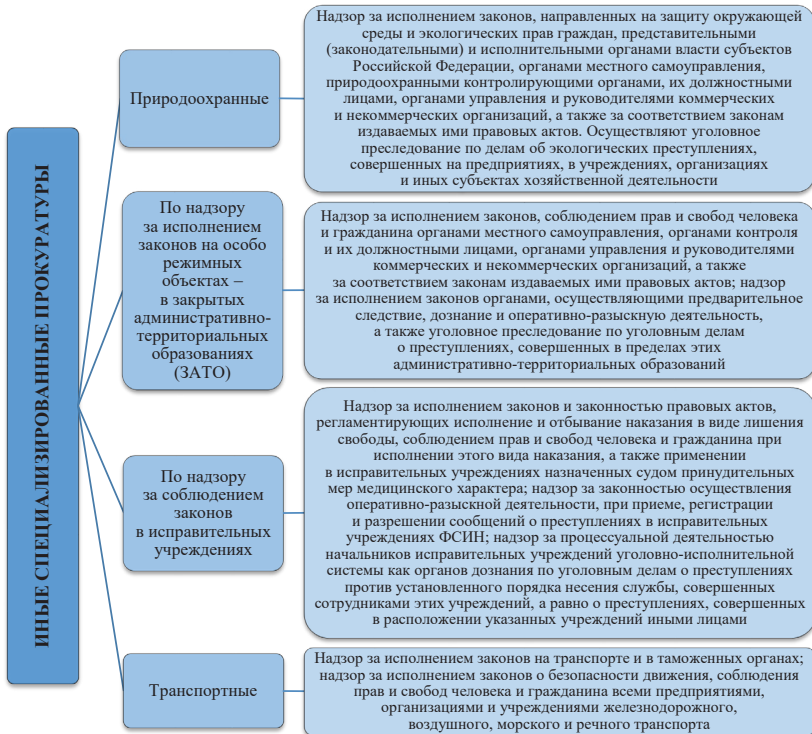 ИНЫЕ СПЕЦИАЛИЗИРОВАННЫЕ ПРОКУРАТУРЫ
Природоохранные
Надзор за исполнением законов, направленных на защиту окружающей
среды и экологических прав граждан, представительными
(законодательными) и исполнительными органами власти субъектов
Российской Федерации, органами местного самоуправления,
природоохранными контролирующими органами, их должностными
лицами, органами управления и руководителями коммерческих
и некоммерческих организаций, а также за соответствием законам
издаваемых ими правовых актов. Осуществляют уголовное
преследование по делам об экологических преступлениях,
совершенных на предприятиях, в учреждениях, организациях
и иных субъектах хозяйственной деятельности
По надзору
за исполнением
законов на особо
режимных
объектах –
в закрытых
административно-
территориальных
образованиях
(ЗАТО)
Надзор за исполнением законов, соблюдением прав и свобод человека
и гражданина органами местного самоуправления, органами контроля
и их должностными лицами, органами управления и руководителями
коммерческих и некоммерческих организаций, а также
за соответствием законам издаваемых ими правовых актов; надзор
за исполнением законов органами, осуществляющими предварительное
следствие, дознание и оперативно-разыскную деятельность,
а также уголовное преследование по уголовным делам
о преступлениях, совершенных в пределах этих
административно-территориальных образований
По надзору
за соблюдением
законов
в исправительных
учреждениях
Надзор за исполнением законов и законностью правовых актов,
регламентирующих исполнение и отбывание наказания в виде лишения
свободы, соблюдением прав и свобод человека и гражданина при
исполнении этого вида наказания, а также применении
в исправительных учреждениях назначенных судом принудительных
мер медицинского характера; надзор за законностью осуществления
оперативно-разыскной деятельности, при приеме, регистрации
и разрешении сообщений о преступлениях в исправительных
учреждениях ФСИН; надзор за процессуальной деятельностью
начальников исправительных учреждений уголовно-исполнительной
системы как органов дознания по уголовным делам о преступлениях
против установленного порядка несения службы, совершенных
сотрудниками этих учреждений, а равно о преступлениях, совершенных
в расположении указанных учреждений иными лицами
Транспортные
Надзор за исполнением законов на транспорте и в таможенных органах;
надзор за исполнением законов о безопасности движения, соблюдения
прав и свобод человека и гражданина всеми предприятиями,
организациями и учреждениями железнодорожного,
воздушного, морского и речного транспорта